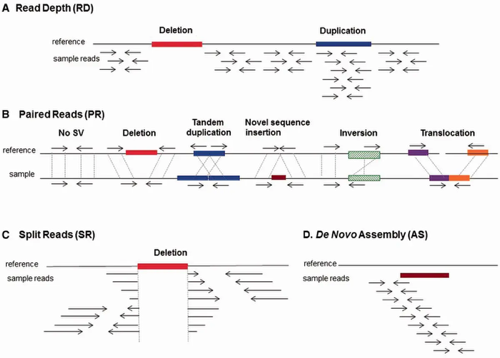 A Read Depth (RD)
Deletion
Duplication
reference
sample reads
B Paired Reads (PR)
No SV
Deletion
Tandem
duplication
Novel sequence
insertion
Inversion
Translocation
reference
sample
C Split Reads (SR)
Deletion
reference
sample reads
D. De Novo Assembly (AS)
reference
sample reads